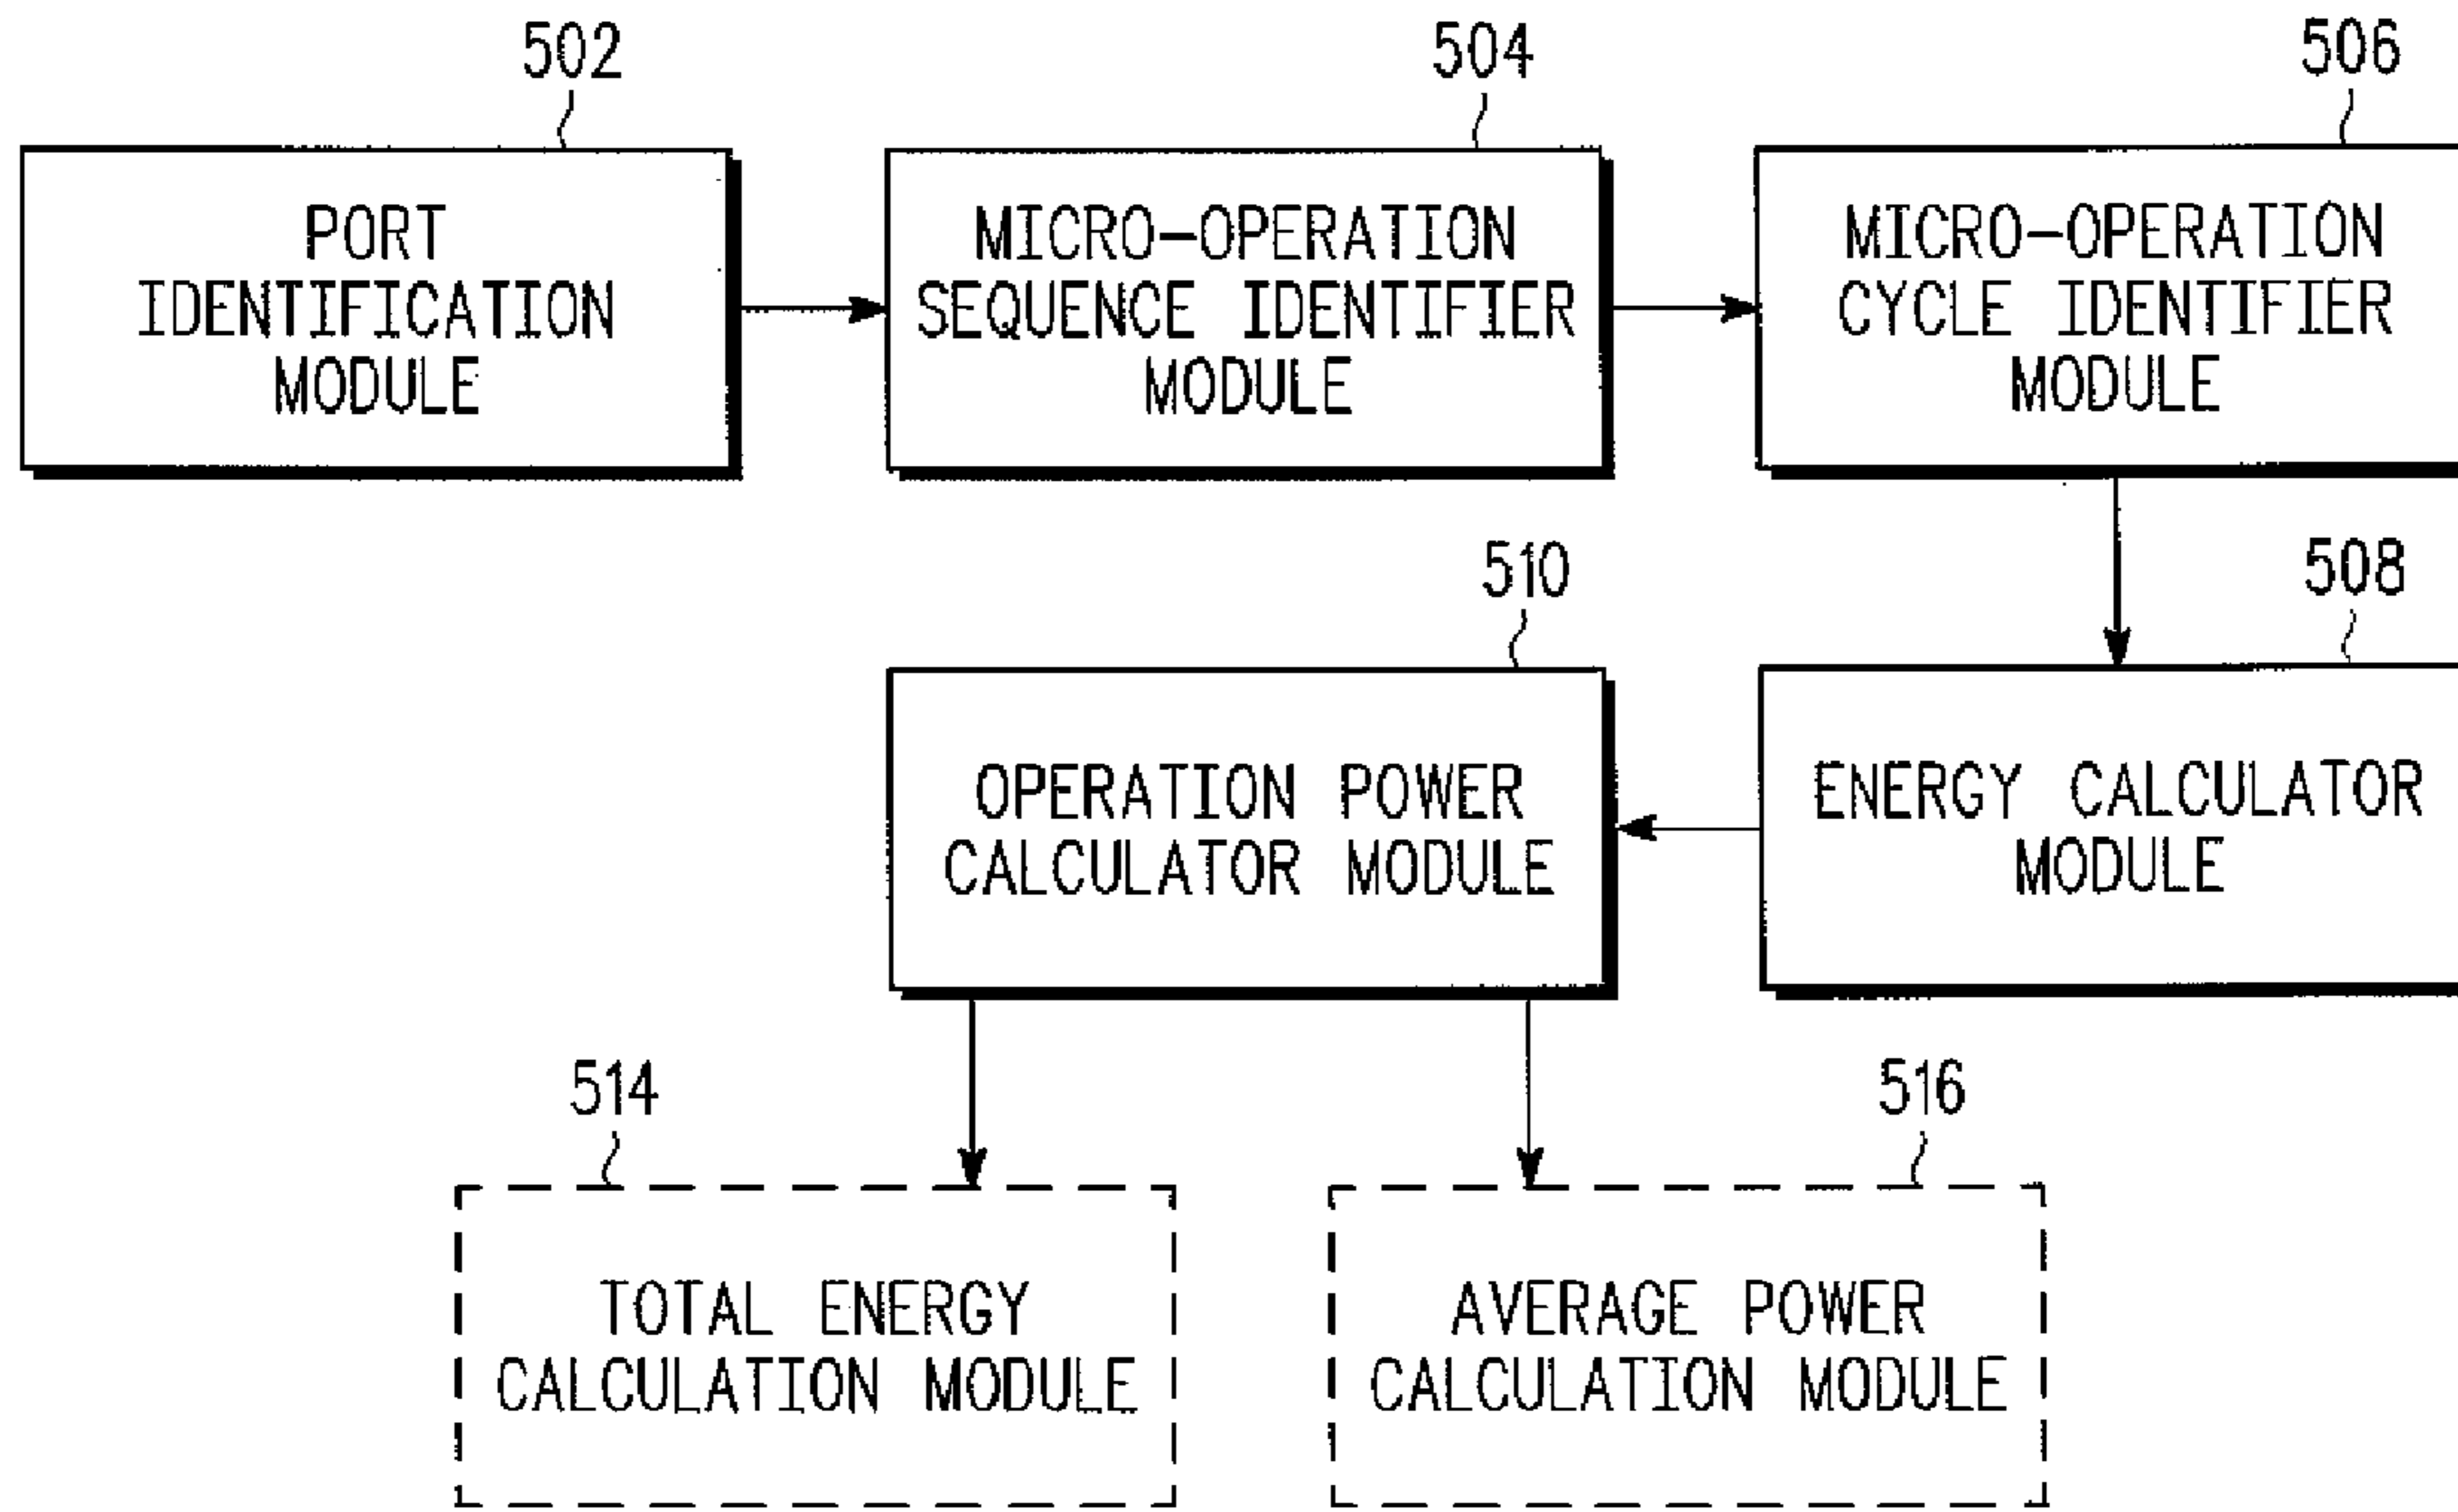 502
PORT
IDENTIFICATION
MODULE
504
MICRO-OPERATION
SEQUENCE IDENTIFIER
MODULE
506
MICRO-OPERATION
CYCLE IDENTIFIER
MODULE
510
OPERATION POWER
CALCULATOR MODULE
508
ENERGY CALCULATOR
MODULE
514
TOTAL ENERGY
CALCULATION MODULE
516
AVERAGE POWER
CALCULATION MODULE